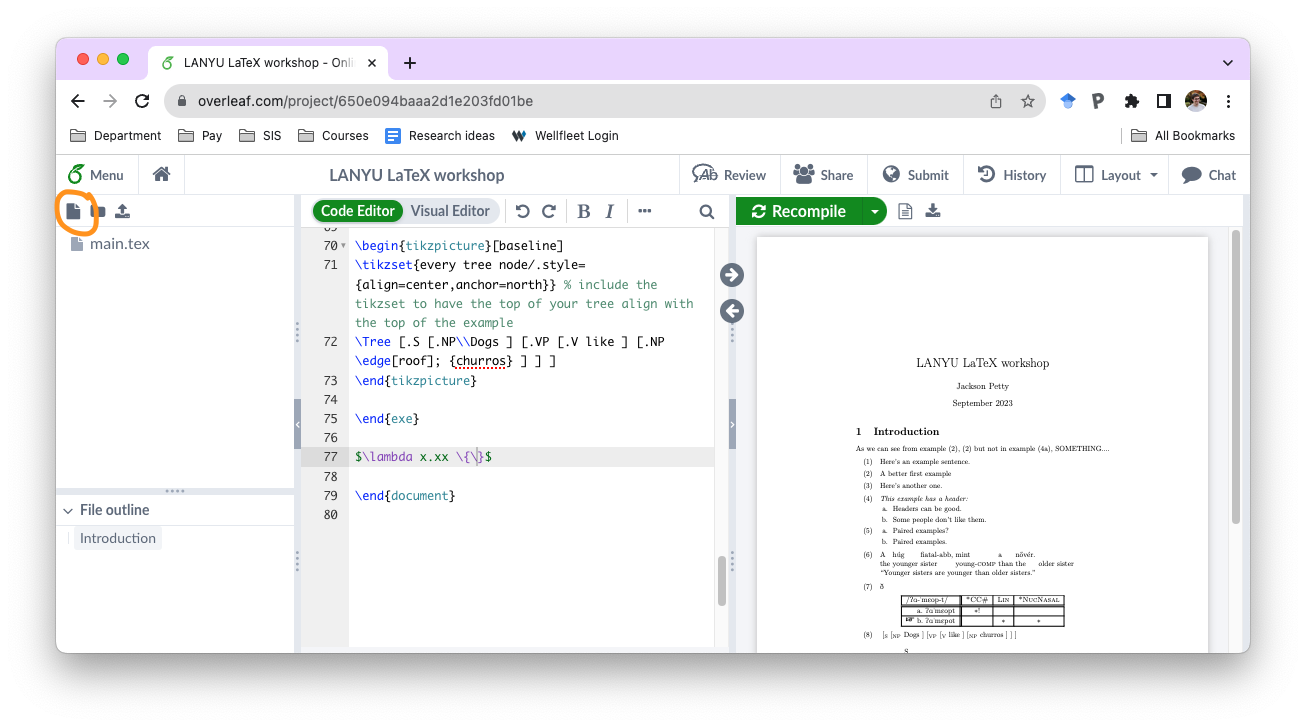 LANYU LaTeX workshop - Onli
overleaf.com/project/650e094baaa2d1e203fd01be
Department Pay SIS Courses Research ideas Wellfleet Login All Bookmarks
Menu LANYU LaTeX workshop Review Share Submit History Layout Chat
Code Editor Visual Editor B I Recompile
main.tex
69
70 \begin{tikzpicture}[baseline]
71 \tikzset{every tree node/.style=
{align=center,anchor=north}} % include the
tikzset to have the top of your tree align with
the top of the example
72 \Tree [.S [.NP\\Dogs ] [.VP [.V like ] [.NP
\edge[roof]; {churros} ] ] ]
73 \end{tikzpicture}
74
75 \end{exe}
76
77 $\lambda x.xx \{\}$
78
79 \end{document}
80
File outline
Introduction
LANYU LaTeX workshop
Jackson Petty
September 2023
1 Introduction
As we can see from example (2), (2) but not in example (4a), SOMETHING....
(1) Here's an example sentence.
(2) A better first example
(3) Here's another one.
(4) This example has a header:
a. Headers can be good.
b. Some people don't like them.
(5) a. Paired examples?
b. Paired examples.
(6) A húg fiatal-abb, mint a nővér.
the younger sister young-COMP than the older sister
"Younger sisters are younger than older sisters."
(7) ð
/ʔɑ-ˈmɛop-t/ *CC# LIN *NUCNASAL
a. ʔɑˈmɛopt *!
☞ b. ʔɑˈmɛpot * *
(8) [S [NP Dogs ] [VP [V like ] [NP churros ] ] ]
S